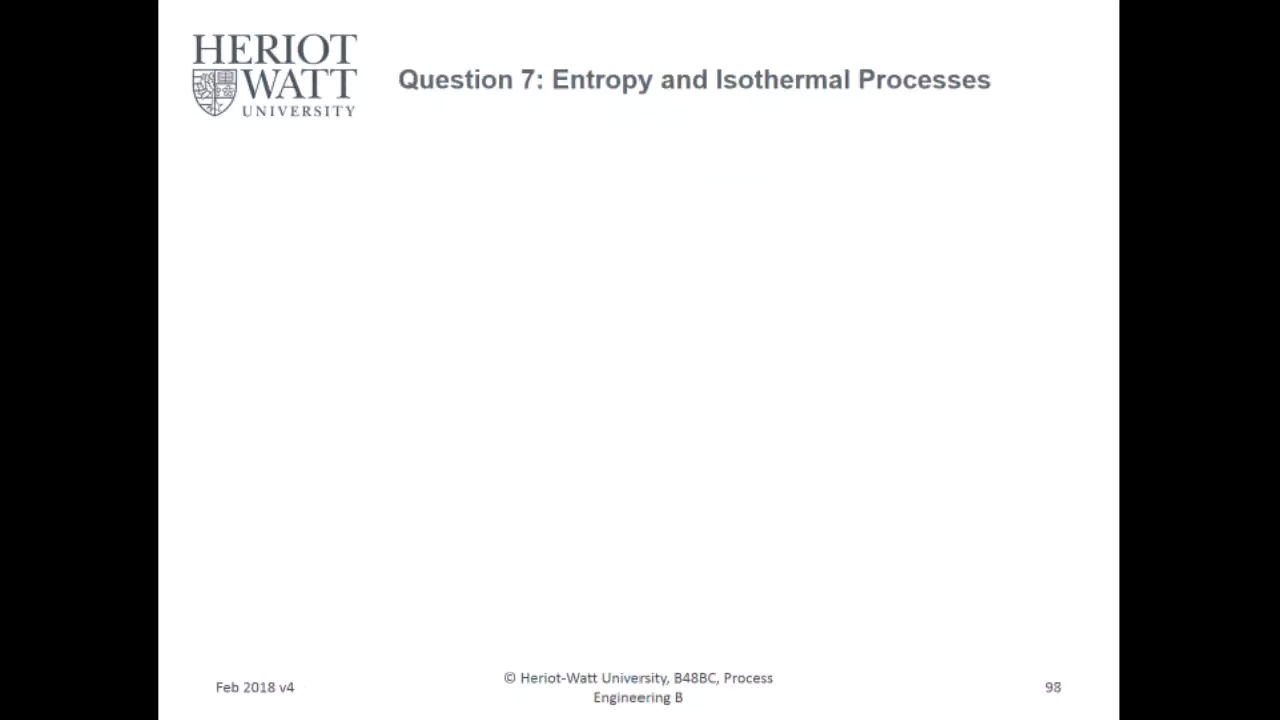 HERIOT
WATT
UNIVERSITY
Question 7: Entropy and Isothermal Processes
Feb 2018 v4
© Heriot-Watt University, B48BC, Process
Engineering B
98